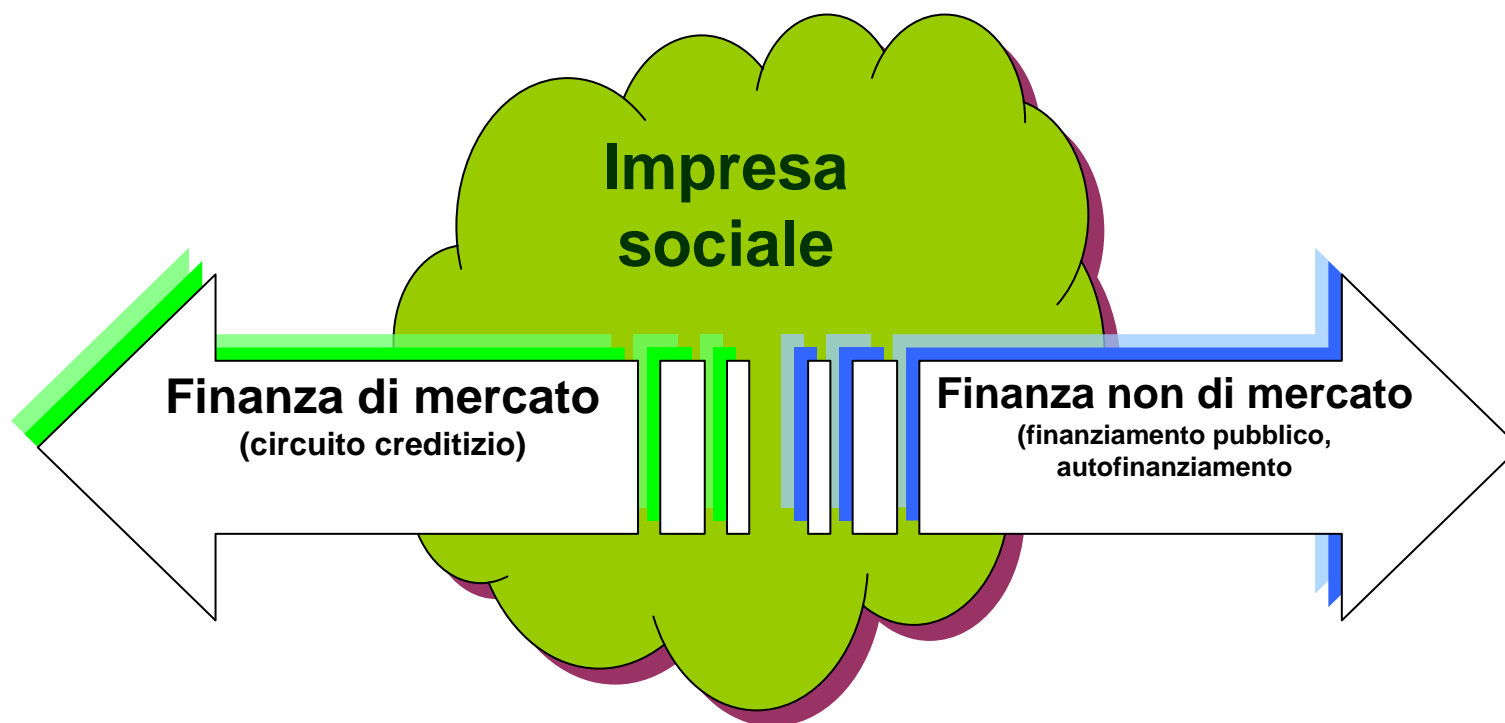 Impresa
sociale
Finanza di mercato
(circuito creditizio)
Finanza non di mercato
(finanziamento pubblico,
autofinanziamento